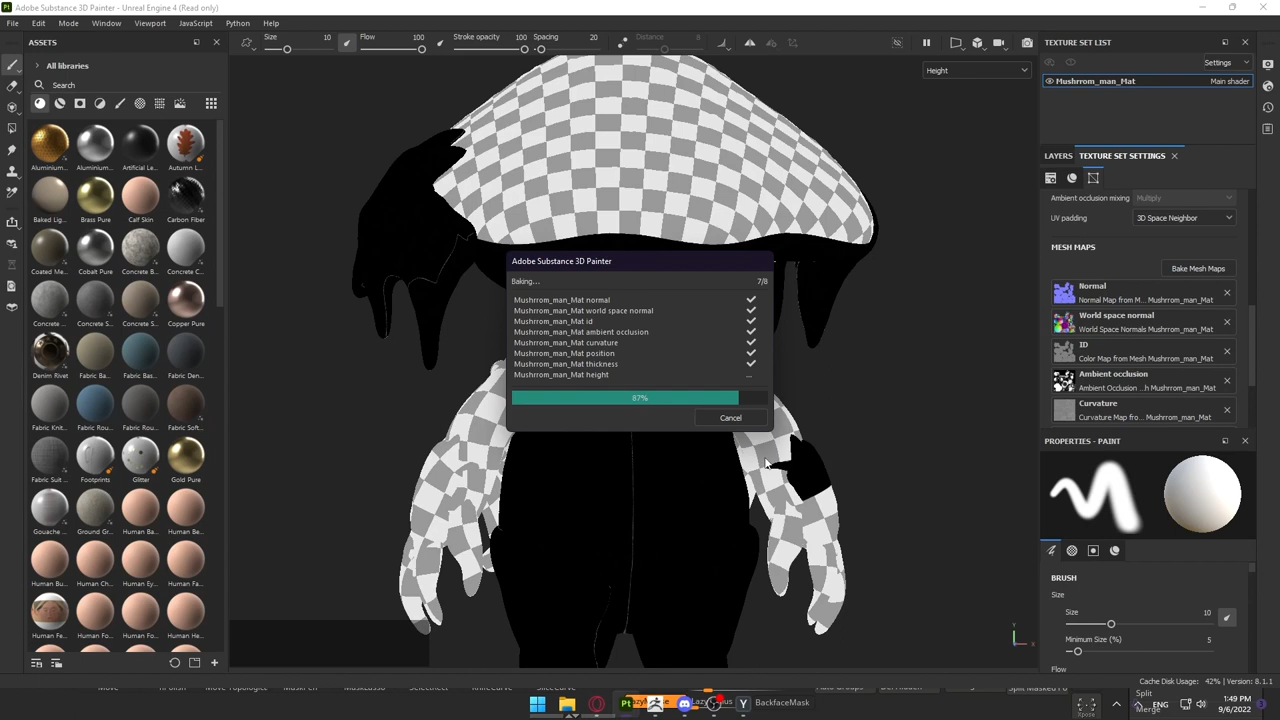 Adobe Substance 3D Painter - Unreal Engine 4 (Read only)
File Edit Mode Window Viewport JavaScript Python Help
ASSETS
Size 10 Flow 100 Stroke opacity 100 Spacing 20 Distance 8
TEXTURE SET LIST
All libraries
Settings
Height
Mushrrom_man_Mat Main shader
Search
Aluminium... Aluminium... Artificial Le... Autumn L...
LAYERS TEXTURE SET SETTINGS
Baked Lig... Brass Pure Calf Skin Carbon Fiber
Ambient occlusion mixing Multiply
UV padding 3D Space Neighbor
MESH MAPS
Coated Me... Cobalt Pure Concrete B... Concrete C...
Bake Mesh Maps
Adobe Substance 3D Painter
Baking... 7/8
Normal
Normal Map from M... Mushrrom_man_Mat
Mushrrom_man_Mat normal
Mushrrom_man_Mat world space normal
Mushrrom_man_Mat id
Mushrrom_man_Mat ambient occlusion
Mushrrom_man_Mat curvature
Mushrrom_man_Mat position
Mushrrom_man_Mat thickness
Mushrrom_man_Mat height ...
87%
Cancel
World space normal
World Space Normals Mushrrom_man_Mat
ID
Color Map from Mesh Mushrrom_man_Mat
Ambient occlusion
Ambient Occlusion ...h Mushrrom_man_Mat
Curvature
Curvature Map fro... Mushrrom_man_Mat
Concrete ... Concrete S... Concrete S... Copper Pure
Denim Rivet Fabric Ba... Fabric Bas... Fabric Den...
Fabric Knit... Fabric Rou... Fabric Rou... Fabric Soft...
PROPERTIES - PAINT
Fabric Suit ... Footprints Glitter Gold Pure
Gouache ... Ground Gr... Human Ba... Human Be...
Human Bu... Human Ch... Human Ey... Human Fa...
Human Fe... Human Fo... Human Fo... Human He...
BRUSH
Size
Size 10
Minimum Size (%) 5
Flow
Y
Cache Disk Usage: 42% | Version: 8.1.1
Split
Merge
BackfaceMask
ENG
1:49 PM
9/6/2022